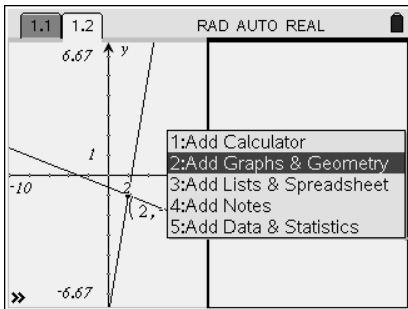 1.1 1.2 RAD AUTO REAL
6.67 y
1
-10 2
(2,
-6.67
1:Add Calculator
2:Add Graphs & Geometry
3:Add Lists & Spreadsheet
4:Add Notes
5:Add Data & Statistics